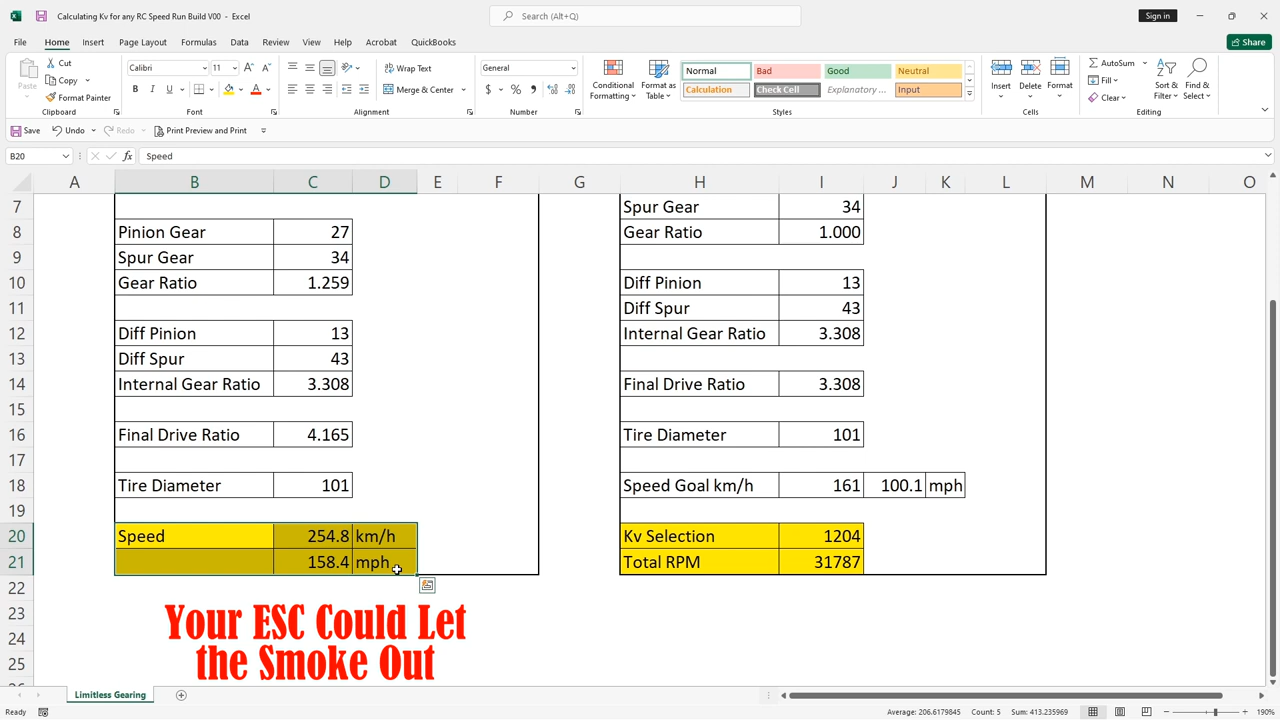 Calculating Kv for any RC Speed Run Build V00 - Excel
Search (Alt+Q)
Sign in
File Home Insert Page Layout Formulas Data Review View Help Acrobat QuickBooks
Share
Paste
Cut
Copy
Format Painter
Clipboard
Calibri 11
B I U
Font
Wrap Text
Merge & Center
Alignment
General
$ % ,
Number
Conditional Formatting
Format as Table
Normal Bad Good Neutral
Calculation Check Cell Explanatory ... Input
Styles
Insert Delete Format
Cells
AutoSum
Fill
Clear
Sort & Filter
Find & Select
Editing
Save Undo Redo Print Preview and Print
B20 fx Speed
A B C D E F G H I J K L M N O
7 Spur Gear 34
8 Pinion Gear 27 Gear Ratio 1.000
9 Spur Gear 34
10 Gear Ratio 1.259 Diff Pinion 13
11 Diff Spur 43
12 Diff Pinion 13 Internal Gear Ratio 3.308
13 Diff Spur 43
14 Internal Gear Ratio 3.308 Final Drive Ratio 3.308
15
16 Final Drive Ratio 4.165 Tire Diameter 101
17
18 Tire Diameter 101 Speed Goal km/h 161 100.1 mph
19
20 Speed 254.8 km/h Kv Selection 1204
21 158.4 mph Total RPM 31787
22
23
24
25
Your ESC Could Let
the Smoke Out
Limitless Gearing
Ready
Average: 206.6179845 Count: 5 Sum: 413.235969
190%